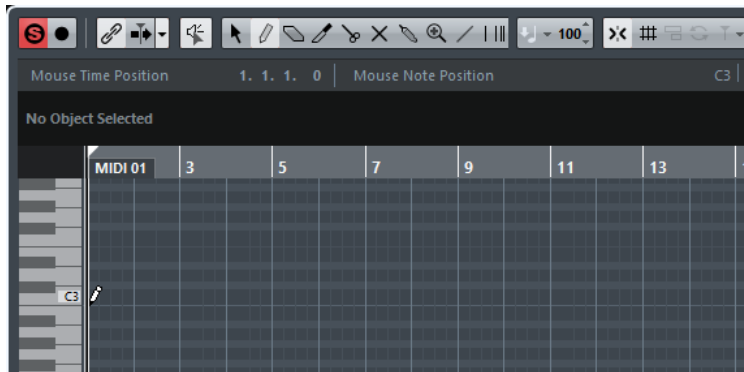 S 100
Mouse Time Position 1. 1. 1. 0 Mouse Note Position C3
No Object Selected
MIDI 01 3 5 7 9 11 13
C3